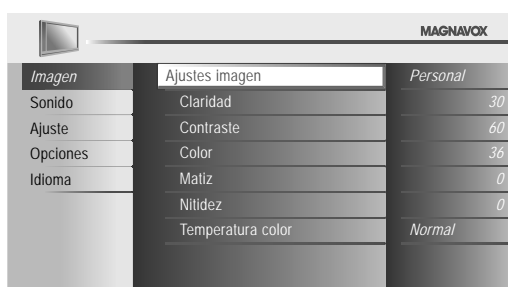 MAGNAVOX
Imagen Ajustes imagen Personal
Sonido Claridad 30
Ajuste Contraste 60
Opciones Color 36
Idioma Matiz 0
Nitidez 0
Temperatura color Normal